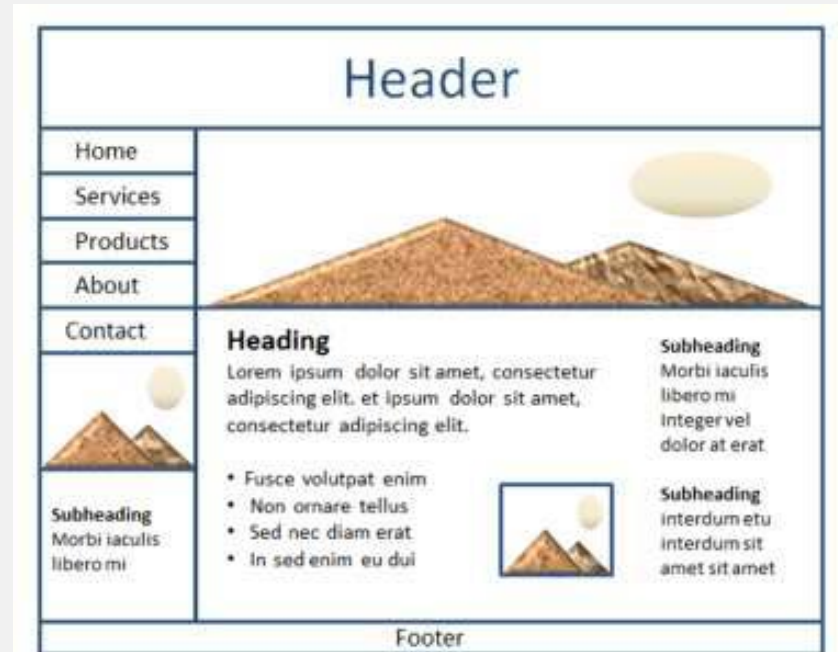 Header
Home
Services
Products
About
Contact
Subheading
Morbi iaculis
libero mi
Heading
Lorem ipsum dolor sit amet, consectetur
adipiscing elit. et ipsum dolor sit amet,
consectetur adipiscing elit.
• Fusce volutpat enim
• Non ornare tellus
• Sed nec diam erat
• In sed enim eu dui
Subheading
Morbi iaculis
libero mi
Integer vel
dolor at erat
Subheading
interdum etu
interdum sit
amet sit amet
Footer